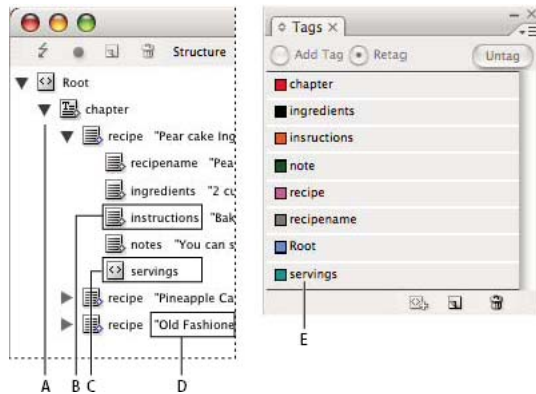 Structure
Root
chapter
recipe "Pear cake ing
recipename "Pea
ingredients "2 cu
instructions "Bak
notes "You can s
servings
recipe "Pineapple Ca
recipe "Old Fashione
A B C D
Tags
Add Tag Retag Untag
chapter
ingredients
insructions
note
recipe
recipename
Root
servings
E